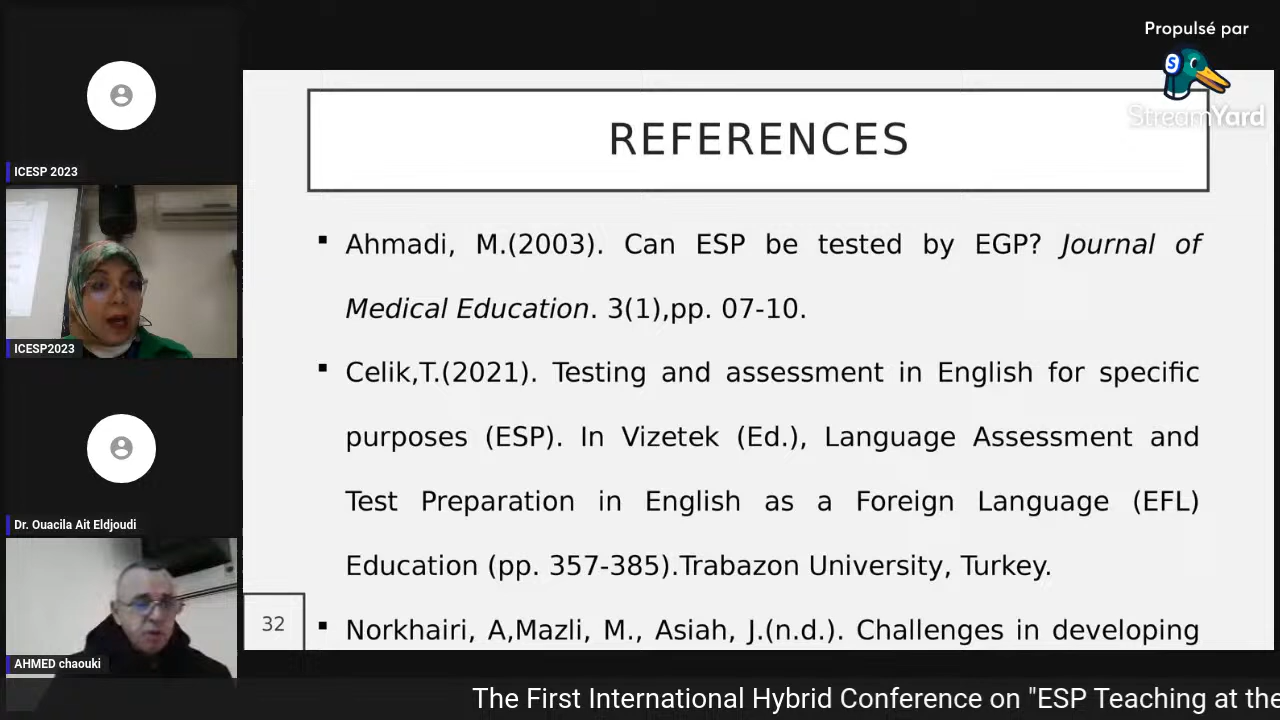 Propulsé par
StreamYard
ICESP 2023
ICESP2023
Dr. Ouacila Ait Eldjoudi
AHMED chaouki
REFERENCES
▪ Ahmadi, M.(2003). Can ESP be tested by EGP? Journal of
Medical Education. 3(1),pp. 07-10.
▪ Celik,T.(2021). Testing and assessment in English for specific
purposes (ESP). In Vizetek (Ed.), Language Assessment and
Test Preparation in English as a Foreign Language (EFL)
Education (pp. 357-385).Trabazon University, Turkey.
▪ Norkhairi, A,Mazli, M., Asiah, J.(n.d.). Challenges in developing
32
The First International Hybrid Conference on "ESP Teaching at the